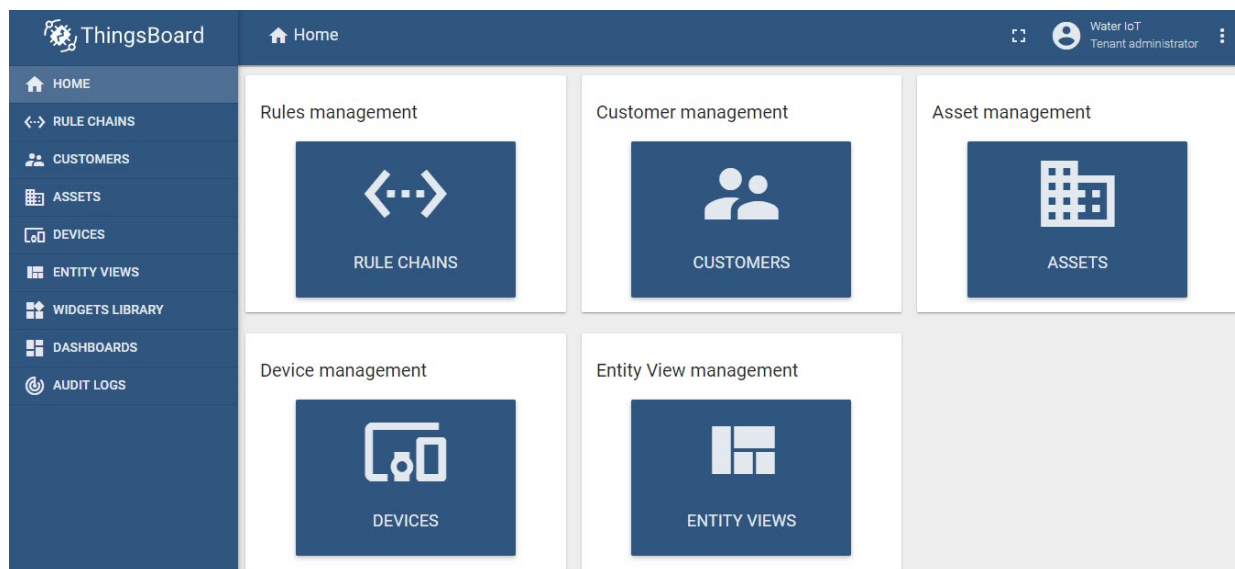 ThingsBoard
Home
Water IoT
Tenant administrator
HOME
RULE CHAINS
CUSTOMERS
ASSETS
DEVICES
ENTITY VIEWS
WIDGETS LIBRARY
DASHBOARDS
AUDIT LOGS
Rules management
RULE CHAINS
Customer management
CUSTOMERS
Asset management
ASSETS
Device management
DEVICES
Entity View management
ENTITY VIEWS